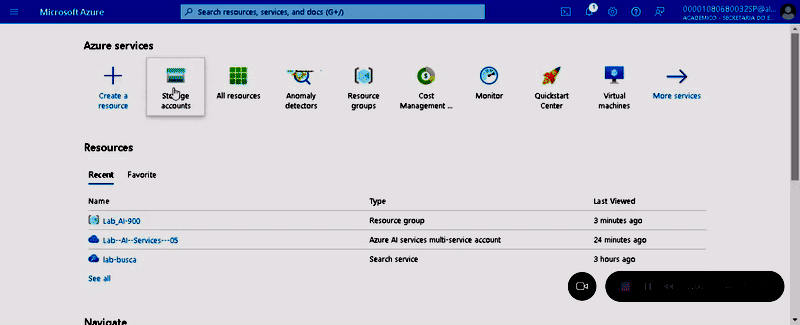 Microsoft Azure
Search resources, services, and docs (G+/)
1
ACADEMICO - SECRETARIA DO E...
Azure services
Create a resource
Storage accounts
All resources
Anomaly detectors
Resource groups
Cost Management ...
Monitor
Quickstart Center
Virtual machines
More services
Resources
Recent Favorite
Name Type Last Viewed
Lab_AI-900 Resource group 3 minutes ago
Lab--AI--Services---05 Azure AI services multi-service account 24 minutes ago
lab-busca Search service 3 hours ago
See all
Navigate